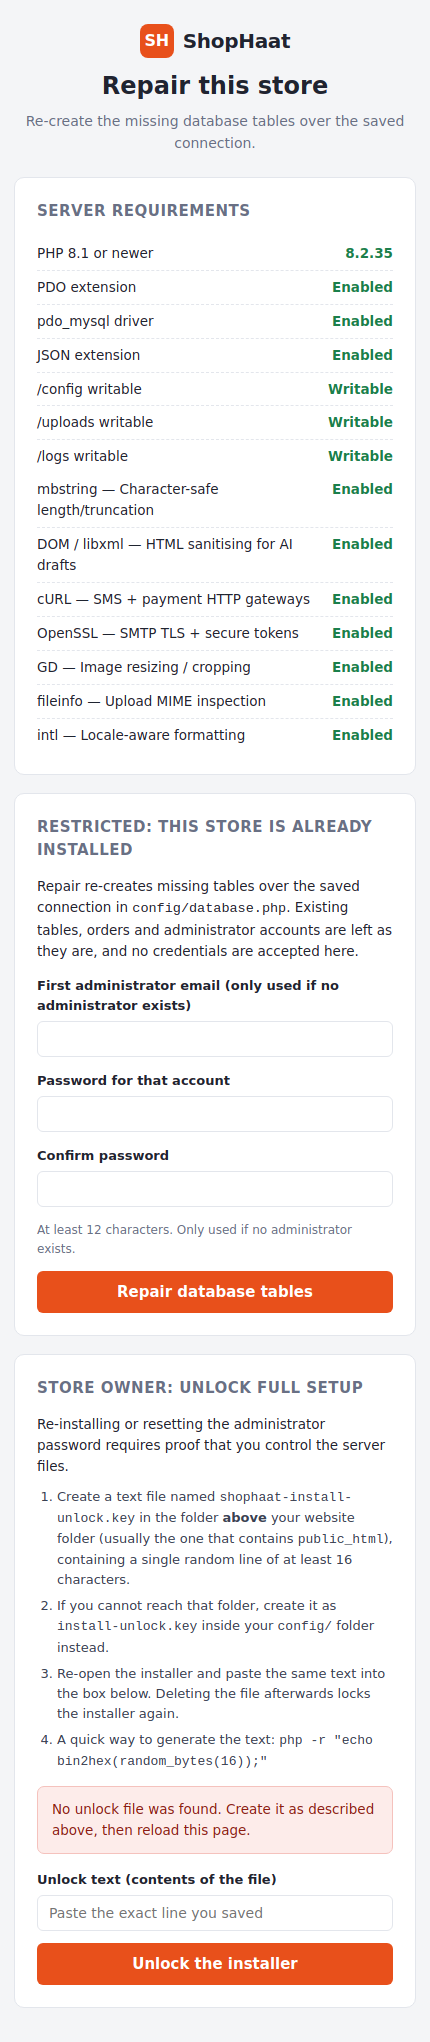 SH ShopHaat
Repair this store
Re-create the missing database tables over the saved
connection.
SERVER REQUIREMENTS
PHP 8.1 or newer 8.2.35
PDO extension Enabled
pdo_mysql driver Enabled
JSON extension Enabled
/config writable Writable
/uploads writable Writable
/logs writable Writable
mbstring — Character-safe Enabled
length/truncation
DOM / libxml — HTML sanitising for AI Enabled
drafts
cURL — SMS + payment HTTP gateways Enabled
OpenSSL — SMTP TLS + secure tokens Enabled
GD — Image resizing / cropping Enabled
fileinfo — Upload MIME inspection Enabled
intl — Locale-aware formatting Enabled
RESTRICTED: THIS STORE IS ALREADY
INSTALLED
Repair re-creates missing tables over the saved
connection in config/database.php. Existing
tables, orders and administrator accounts are left as
they are, and no credentials are accepted here.
First administrator email (only used if no
administrator exists)
Password for that account
Confirm password
At least 12 characters. Only used if no administrator
exists.
Repair database tables
STORE OWNER: UNLOCK FULL SETUP
Re-installing or resetting the administrator
password requires proof that you control the server
files.
1. Create a text file named shophaat-install-
unlock.key in the folder above your website
folder (usually the one that contains public_html),
containing a single random line of at least 16
characters.
2. If you cannot reach that folder, create it as
install-unlock.key inside your config/ folder
instead.
3. Re-open the installer and paste the same text into
the box below. Deleting the file afterwards locks
the installer again.
4. A quick way to generate the text: php -r "echo
bin2hex(random_bytes(16));"
No unlock file was found. Create it as described
above, then reload this page.
Unlock text (contents of the file)
Paste the exact line you saved
Unlock the installer